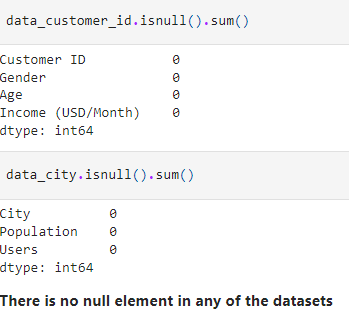 data_customer_id.isnull().sum()
Customer ID 0
Gender 0
Age 0
Income (USD/Month) 0
dtype: int64
data_city.isnull().sum()
City 0
Population 0
Users 0
dtype: int64
There is no null element in any of the datasets